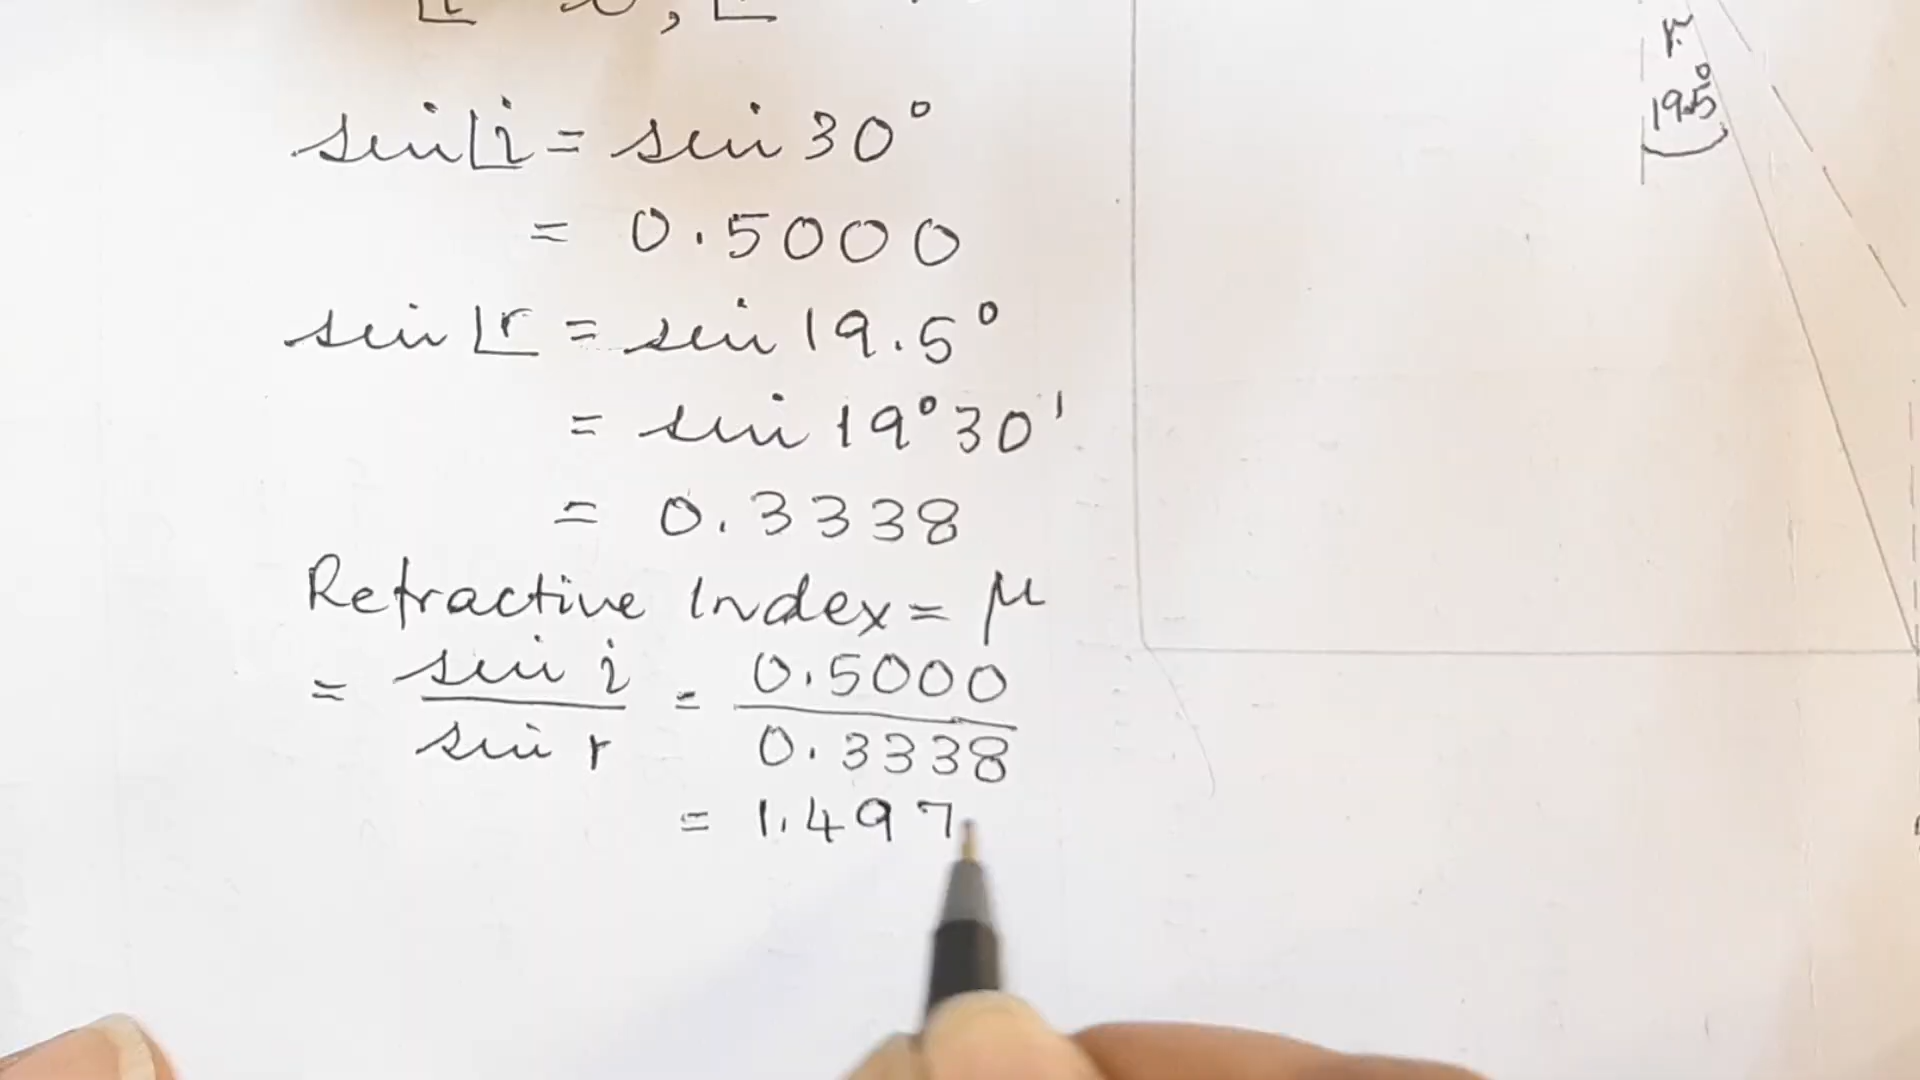 sin∠i = sin 30°
= 0.5000
sin∠r = sin 19.5°
= sin 19°30'
= 0.3338
Refractive Index = μ
= sin i / sin r = 0.5000 / 0.3338
= 1.497
r
19.5°